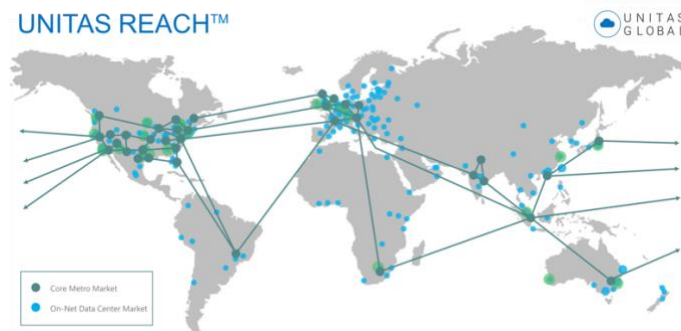 UNITAS REACH™
UNITAS
GLOBAL
Core Metro Market
On-Net Data Center Market